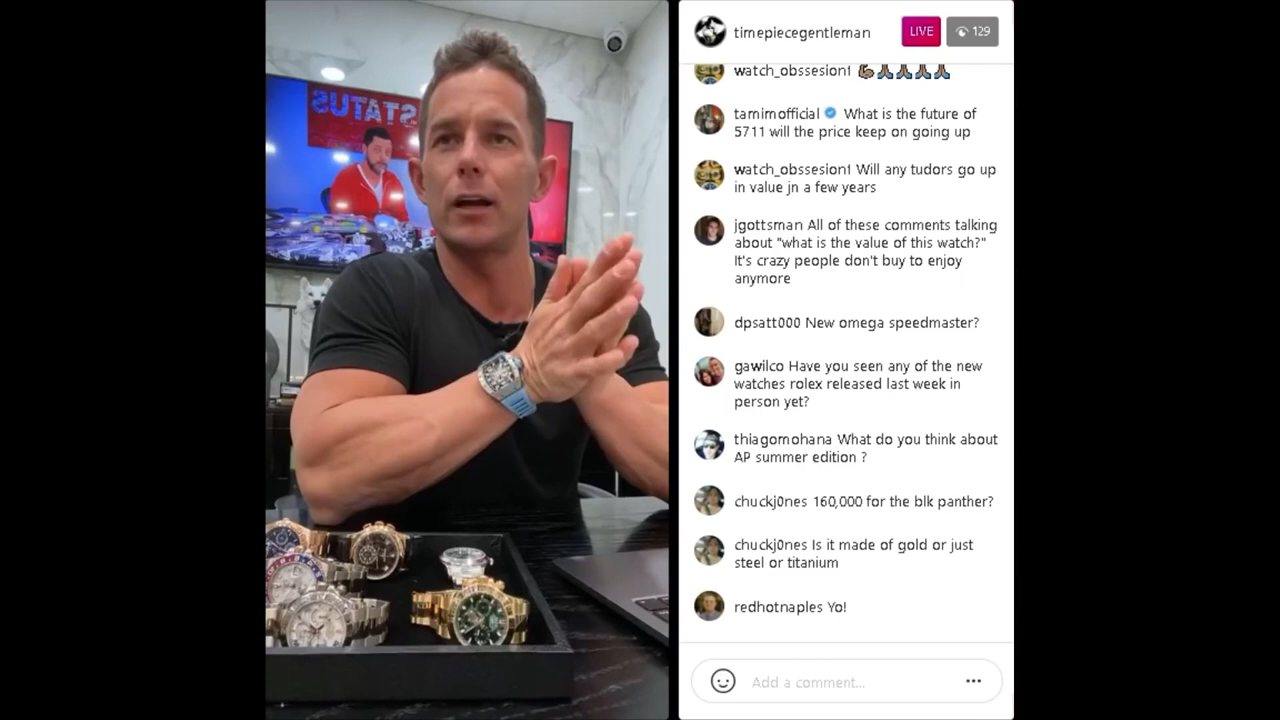 STATUS
timepiecegentleman LIVE 129
watch_obssesion1 💪🏽🙏🏽🙏🏽🙏🏽🙏🏽
tamimofficial What is the future of
5711 will the price keep on going up
watch_obssesion1 Will any tudors go up
in value jn a few years
jgottsman All of these comments talking
about "what is the value of this watch?"
It's crazy people don't buy to enjoy
anymore
dpsatt000 New omega speedmaster?
gawilco Have you seen any of the new
watches rolex released last week in
person yet?
thiagomohana What do you think about
AP summer edition ?
chuckj0nes 160,000 for the blk panther?
chuckj0nes Is it made of gold or just
steel or titanium
redhotnaples Yo!
Add a comment...